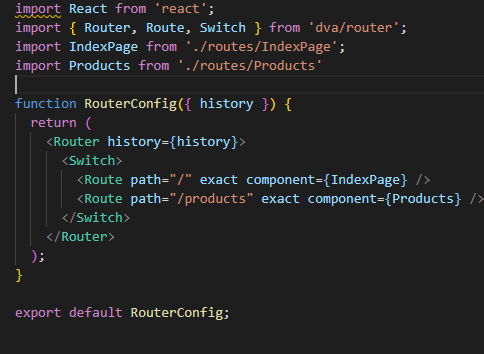 import React from 'react';
import { Router, Route, Switch } from 'dva/router';
import IndexPage from './routes/IndexPage';
import Products from './routes/Products'
function RouterConfig({ history }) {
return (
<Router history={history}>
<Switch>
<Route path="/" exact component={IndexPage} />
<Route path="/products" exact component={Products} />
</Switch>
</Router>
);
}
export default RouterConfig;